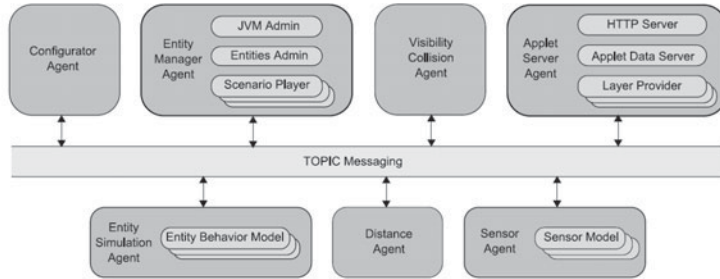 Configurator
Agent
Entity
Manager
Agent
JVM Admin
Entities Admin
Scenario Player
Visibility
Collision
Agent
Applet
Server
Agent
HTTP Server
Applet Data Server
Layer Provider
TOPIC Messaging
Entity
Simulation
Agent
Entity Behavior Model
Distance
Agent
Sensor
Agent
Sensor Model